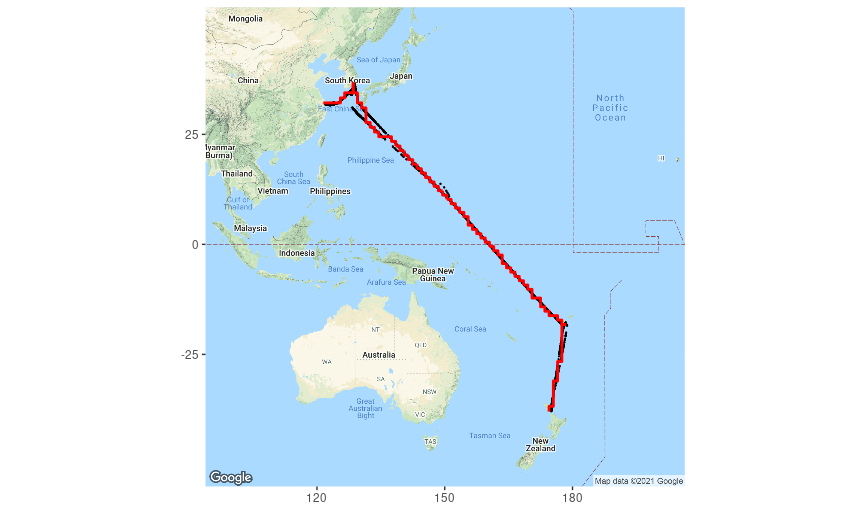 Mongolia
Sea of Japan
Japan
South Korea
China
North
Pacific
Ocean
East China Sea
25
Myanmar
(Burma)
HI
Philippine Sea
Thailand
South
China Sea
Vietnam
Philippines
Gulf of
Thailand
Malaysia
0
Indonesia
Banda Sea
Papua New
Guinea
Arafura Sea
Coral Sea
NT
QLD
Australia
WA
-25
SA
NSW
Great
Australian
Bight
VIC
Tasman Sea
TAS
New
Zealand
Google
Map data ©2021 Google
120
150
180